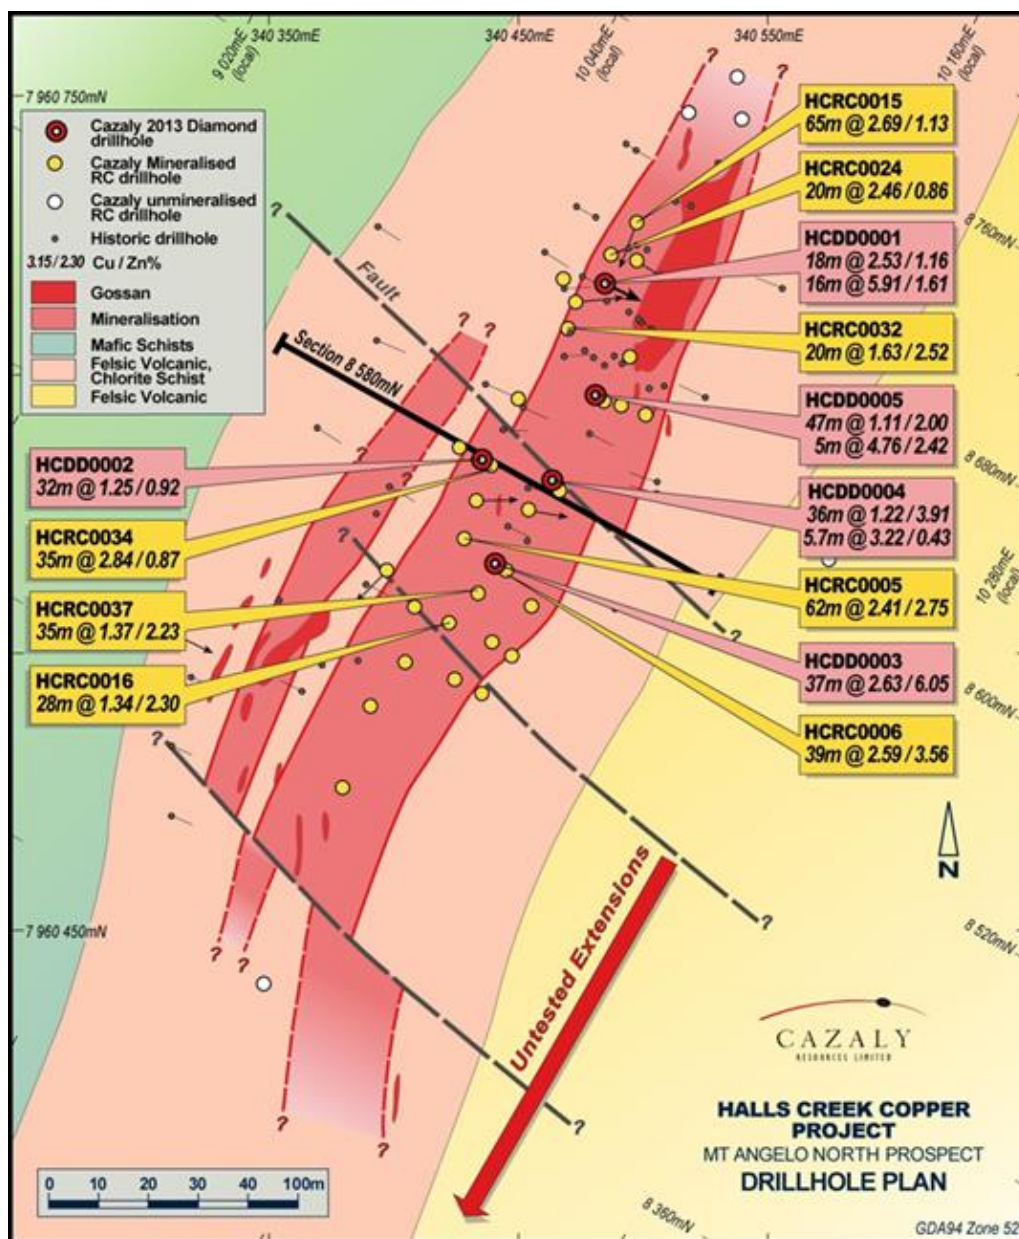 340 350mE
340 450mE
340 550mE
9 020mE
(local)
10 040mE
(local)
10 160mE
(local)
7 960 750mN
Cazaly 2013 Diamond
drillhole
Cazaly Mineralised
RC drillhole
Cazaly unmineralised
RC drillhole
Historic drillhole
3.15 / 2.30 Cu / Zn%
Gossan
Mineralisation
Mafic Schists
Felsic Volcanic,
Chlorite Schist
Felsic Volcanic
?
?
?
Fault
Section 8 580mN
?
?
?
?
HCRC0015
65m @ 2.69 / 1.13
HCRC0024
20m @ 2.46 / 0.86
HCDD0001
18m @ 2.53 / 1.16
16m @ 5.91 / 1.61
HCRC0032
20m @ 1.63 / 2.52
HCDD0005
47m @ 1.11 / 2.00
5m @ 4.76 / 2.42
HCDD0004
36m @ 1.22 / 3.91
5.7m @ 3.22 / 0.43
HCRC0005
62m @ 2.41 / 2.75
HCDD0003
37m @ 2.63 / 6.05
HCRC0006
39m @ 2.59 / 3.56
8 760mN
8 680mN
10 280mN
(local)
8 600mN
8 520mN
HCDD0002
32m @ 1.25 / 0.92
HCRC0034
35m @ 2.84 / 0.87
HCRC0037
35m @ 1.37 / 2.23
HCRC0016
28m @ 1.34 / 2.30
?
?
?
?
?
?
?
?
7 960 450mN
N
Untested Extensions
CAZALY
RESOURCES LIMITED
HALLS CREEK COPPER
PROJECT
MT ANGELO NORTH PROSPECT
DRILLHOLE PLAN
0 10 20 30 40 100m
8 360mN
GDA94 Zone 52